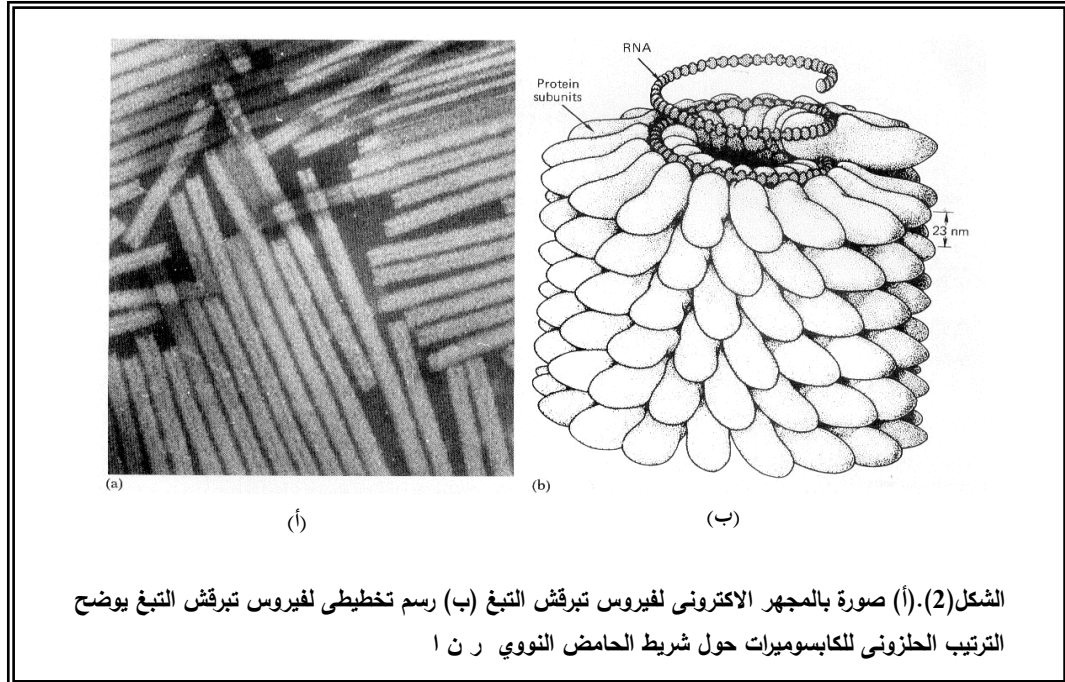 RNA
Protein
subunits
23 nm
(a)
(b)
(أ)
(ب)
الشكل(2).(أ) صورة بالمجهر الاكترونى لفيروس تبرقش التبغ (ب) رسم تخطيطى لفيروس تبرقش التبغ يوضح
الترتيب الحلزونى للكابسوميرات حول شريط الحامض النووي ر ن ا